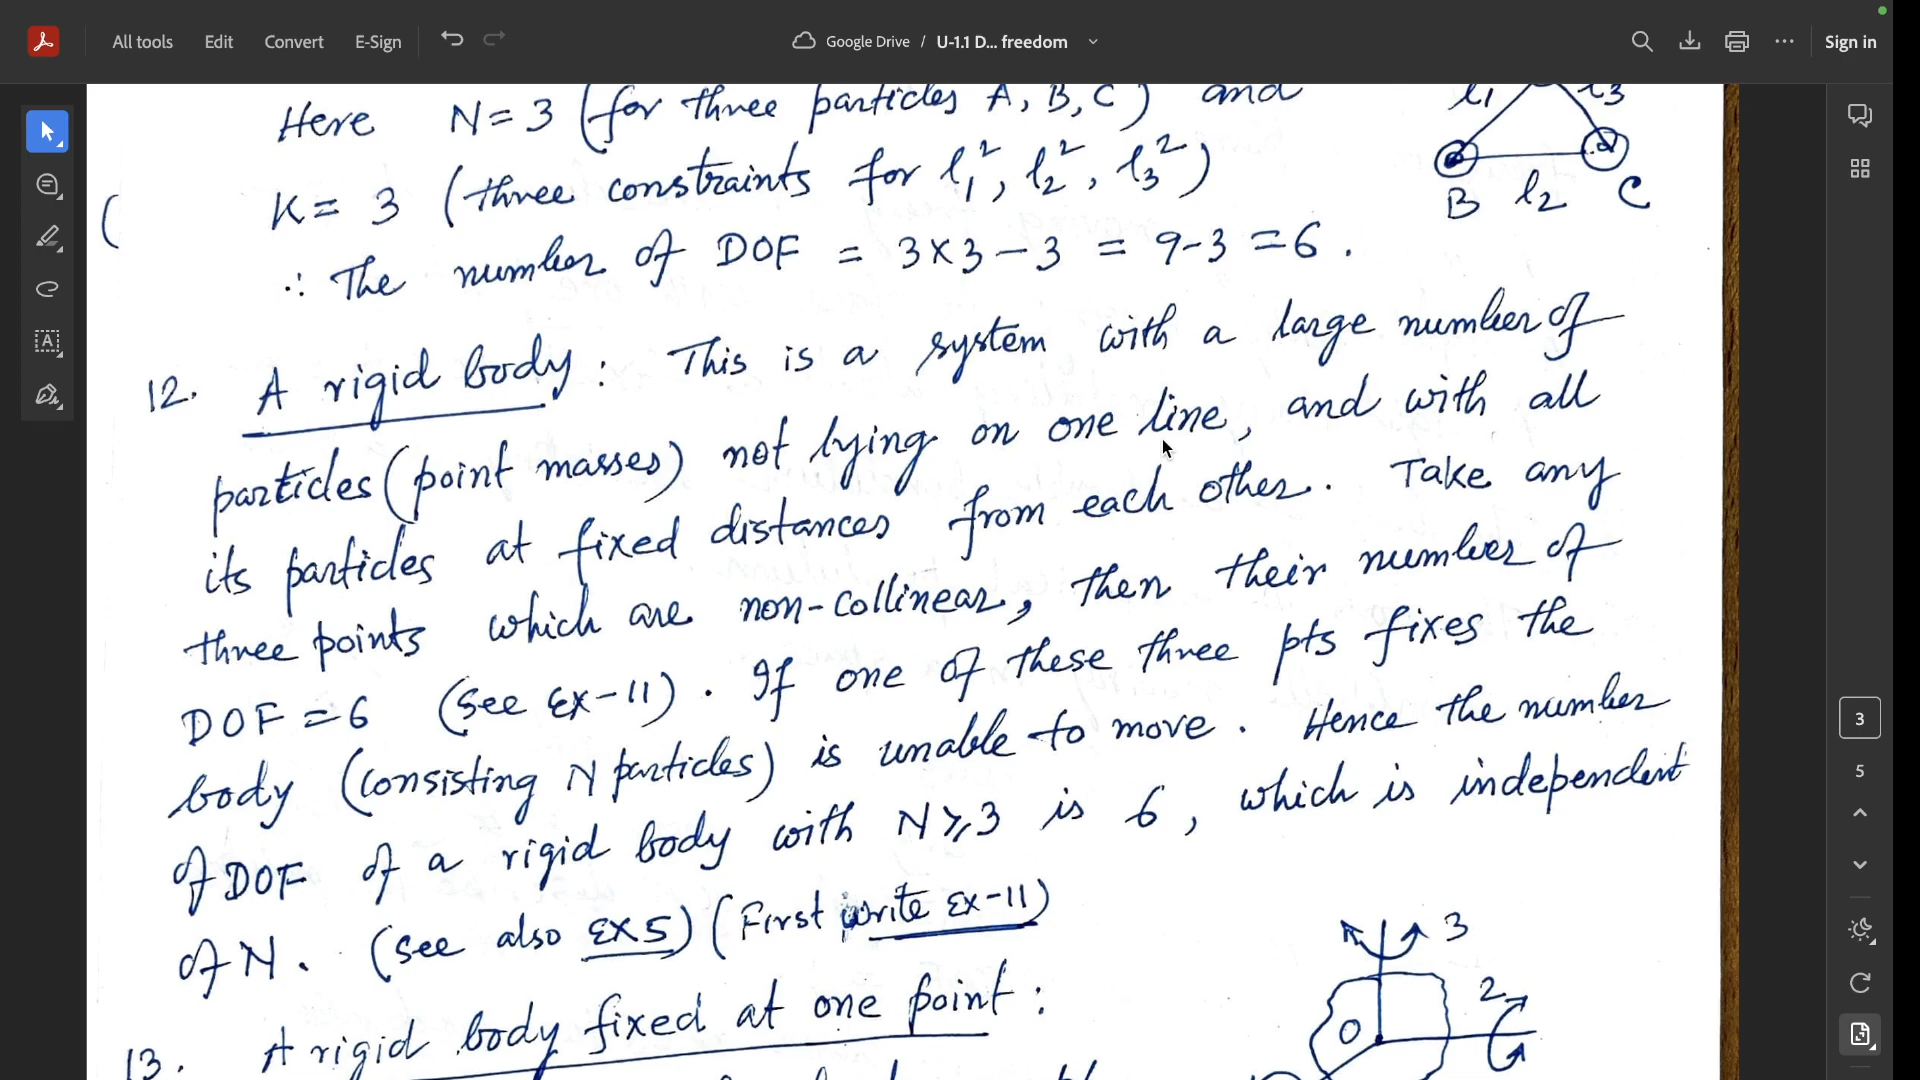 All tools Edit Convert E-Sign Google Drive / U-1.1 D... freedom Sign in
Here N=3 (for three particles A, B, C) and
l1 l3
K= 3 (three constraints for l1², l2², l3²)
B l2 C
∴ The number of DOF = 3×3-3 = 9-3 =6.
12. A rigid body: This is a system with a large number of
particles (point masses) not lying on one line, and with all
its particles at fixed distances from each other. Take any
three points which are non-collinear, then their number of
DOF=6 (see Ex-11). If one of these three pts fixes the
body (consisting N particles) is unable to move. Hence the number
of DOF of a rigid body with N≥3 is 6, which is independent
of N. (see also Ex 5) (First write Ex-11)
3
2
O
13. A rigid body fixed at one point:
3
5